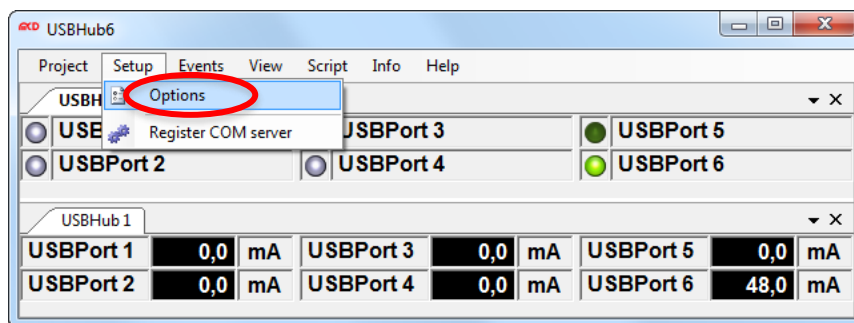 USBHub6
Project Setup Events View Script Info Help
Options
Register COM server
USBPort 3 USBPort 5
USBPort 2 USBPort 4 USBPort 6
USBHub 1
USBPort 1 0,0 mA USBPort 3 0,0 mA USBPort 5 0,0 mA
USBPort 2 0,0 mA USBPort 4 0,0 mA USBPort 6 48,0 mA